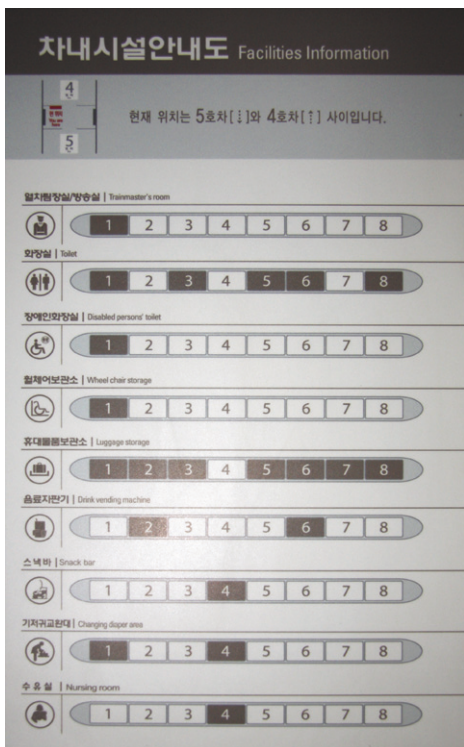 차내시설안내도 Facilities Information
4
5
현재 위치는 5호차[↓]와 4호차[↑] 사이입니다.
열차팀장실/방송실 | Trainmaster's room
1 2 3 4 5 6 7 8
화장실 | Toilet
1 2 3 4 5 6 7 8
장애인화장실 | Disabled persons' toilet
1 2 3 4 5 6 7 8
휠체어보관소 | Wheel chair storage
1 2 3 4 5 6 7 8
휴대물품보관소 | Luggage storage
1 2 3 4 5 6 7 8
음료자판기 | Drink vending machine
1 2 3 4 5 6 7 8
스낵바 | Snack bar
1 2 3 4 5 6 7 8
기저귀교환대 | Changing diaper area
1 2 3 4 5 6 7 8
수유실 | Nursing room
1 2 3 4 5 6 7 8